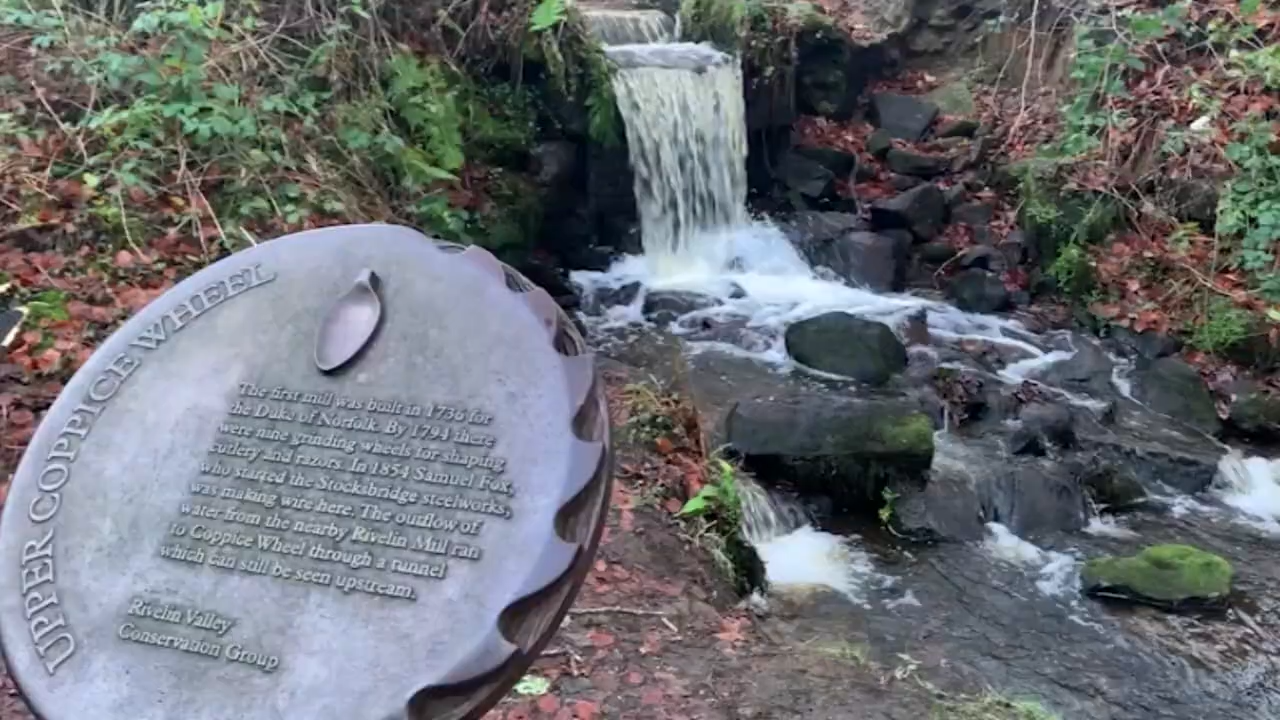 UPPER COPPICE WHEEL
The first mill was built in 1736 for
the Duke of Norfolk. By 1794 there
were nine grinding wheels for shaping
cutlery and razors. In 1854 Samuel Fox,
who started the Stocksbridge steelworks,
was making wire here. The outflow of
water from the nearby Rivelin Mill ran
to Coppice Wheel through a tunnel
which can still be seen upstream.
Rivelin Valley
Conservation Group